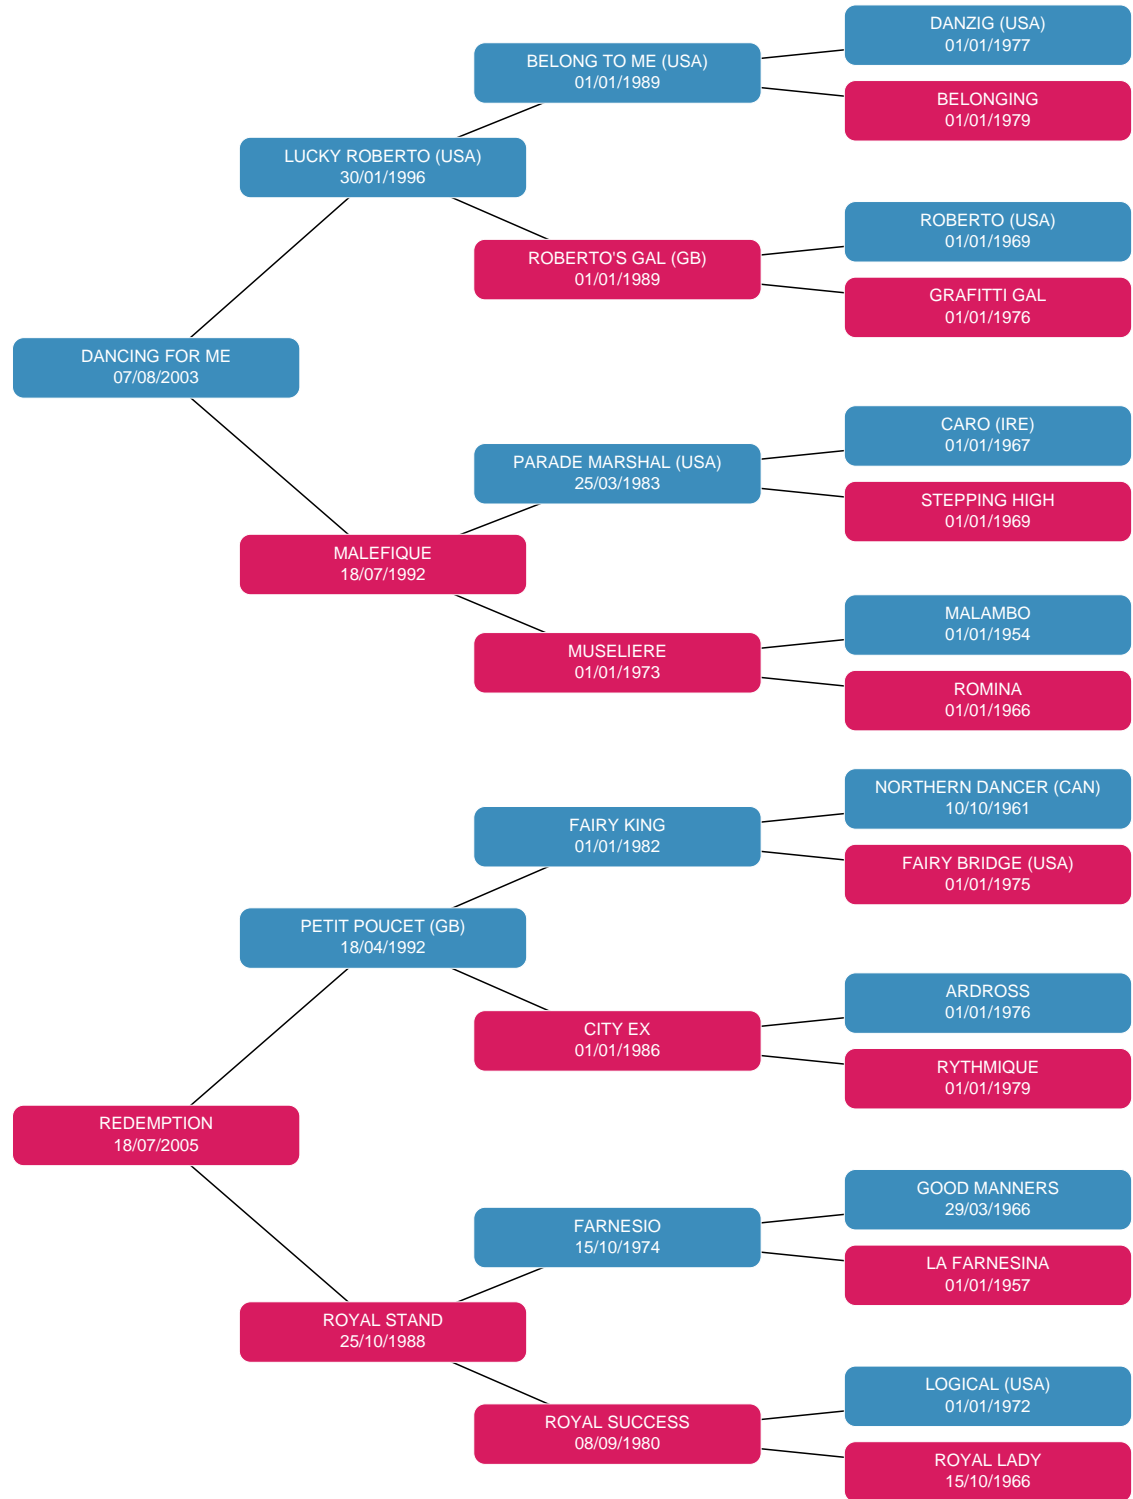 DANZIG (USA)
01/01/1977
BELONG TO ME (USA)
01/01/1989
BELONGING
01/01/1979
LUCKY ROBERTO (USA)
30/01/1996
ROBERTO (USA)
01/01/1969
ROBERTO'S GAL (GB)
01/01/1989
GRAFITTI GAL
01/01/1976
DANCING FOR ME
07/08/2003
CARO (IRE)
01/01/1967
PARADE MARSHAL (USA)
25/03/1983
STEPPING HIGH
01/01/1969
MALEFIQUE
18/07/1992
MALAMBO
01/01/1954
MUSELIERE
01/01/1973
ROMINA
01/01/1966
NORTHERN DANCER (CAN)
10/10/1961
FAIRY KING
01/01/1982
FAIRY BRIDGE (USA)
01/01/1975
PETIT POUCET (GB)
18/04/1992
ARDROSS
01/01/1976
CITY EX
01/01/1986
RYTHMIQUE
01/01/1979
REDEMPTION
18/07/2005
GOOD MANNERS
29/03/1966
FARNESIO
15/10/1974
LA FARNESINA
01/01/1957
ROYAL STAND
25/10/1988
LOGICAL (USA)
01/01/1972
ROYAL SUCCESS
08/09/1980
ROYAL LADY
15/10/1966